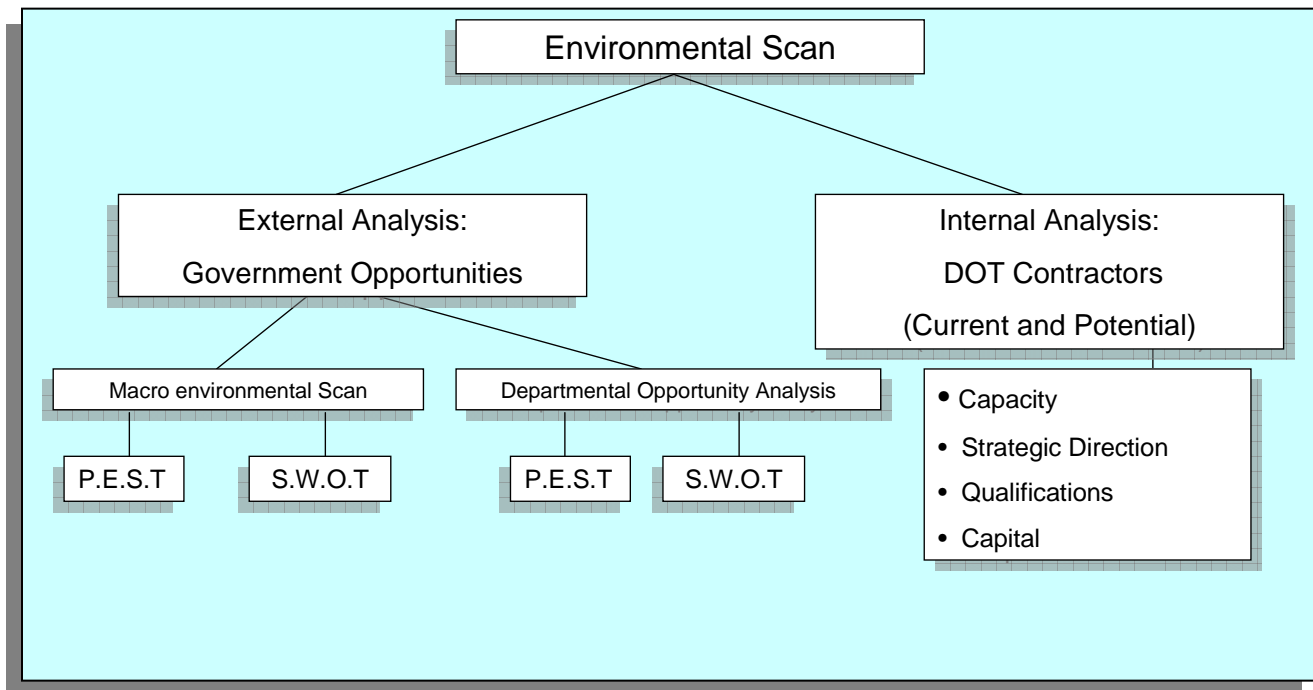 Environmental Scan
External Analysis:
Government Opportunities
Internal Analysis:
DOT Contractors
(Current and Potential)
Macro environmental Scan
Departmental Opportunity Analysis
P.E.S.T
S.W.O.T
P.E.S.T
S.W.O.T
• Capacity
• Strategic Direction
• Qualifications
• Capital